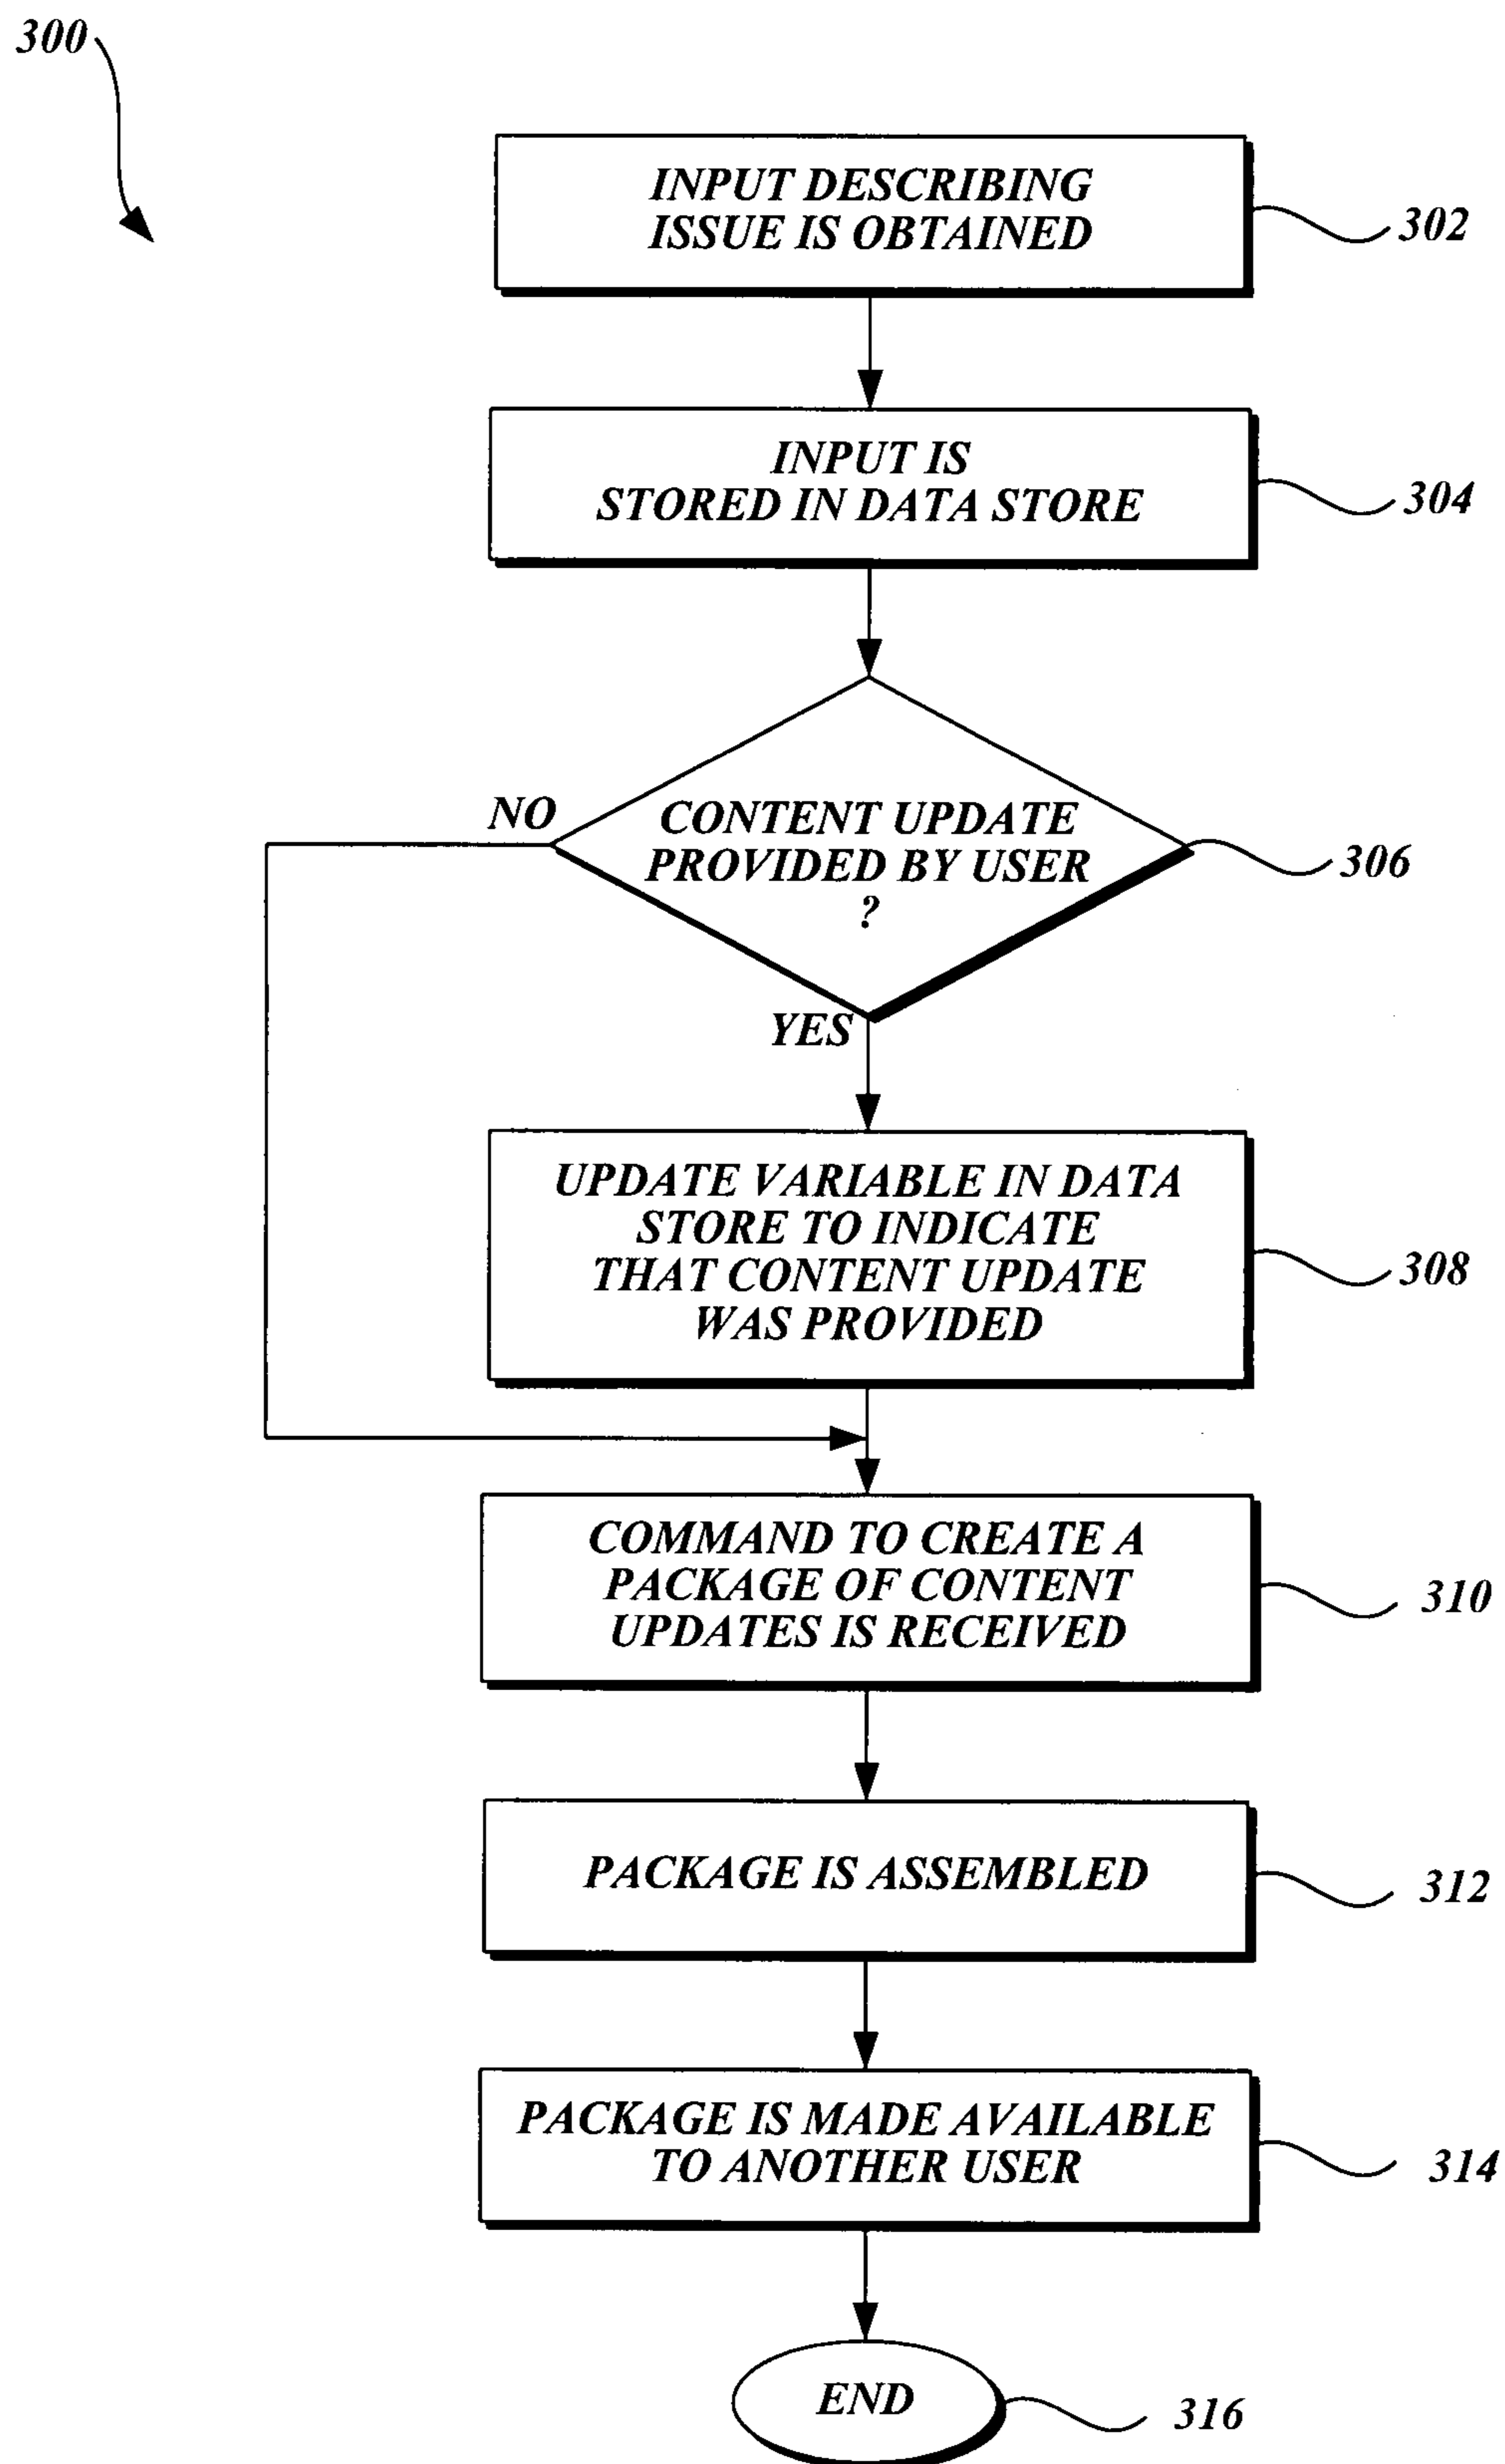 300
INPUT DESCRIBING
ISSUE IS OBTAINED
302
INPUT IS
STORED IN DATA STORE
304
NO
CONTENT UPDATE
PROVIDED BY USER
?
306
YES
UPDATE VARIABLE IN DATA
STORE TO INDICATE
THAT CONTENT UPDATE
WAS PROVIDED
308
COMMAND TO CREATE A
PACKAGE OF CONTENT
UPDATES IS RECEIVED
310
PACKAGE IS ASSEMBLED
312
PACKAGE IS MADE AVAILABLE
TO ANOTHER USER
314
END
316